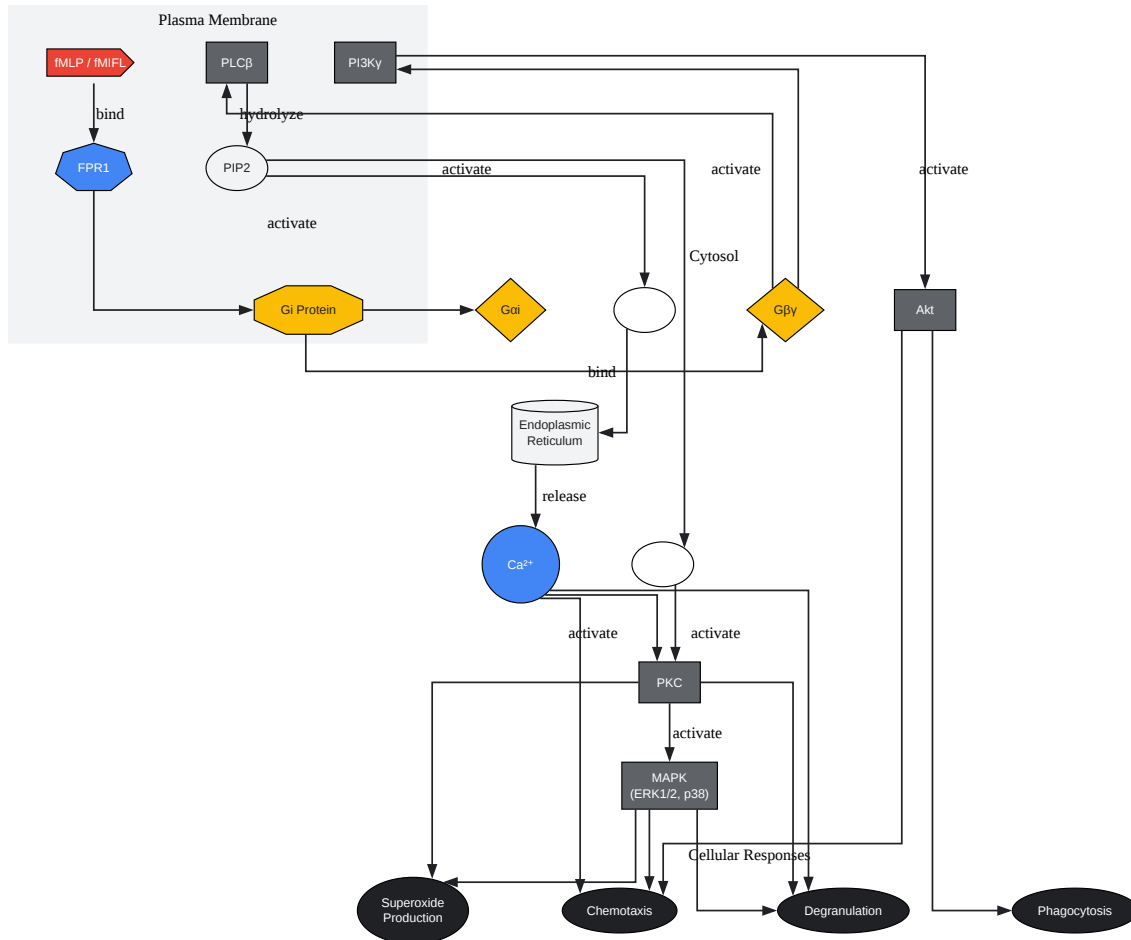 Plasma Membrane
fMLP / fMIFL
PLCβ
PI3Kγ
bind
hydrolyze
FPR1
PIP2
activate
activate
activate
activate
Cytosol
Gi Protein
Gαi
Gβγ
Akt
bind
Endoplasmic
Reticulum
release
Ca²⁺
activate
activate
PKC
activate
MAPK
(ERK1/2, p38)
Cellular Responses
Superoxide
Production
Chemotaxis
Degranulation
Phagocytosis